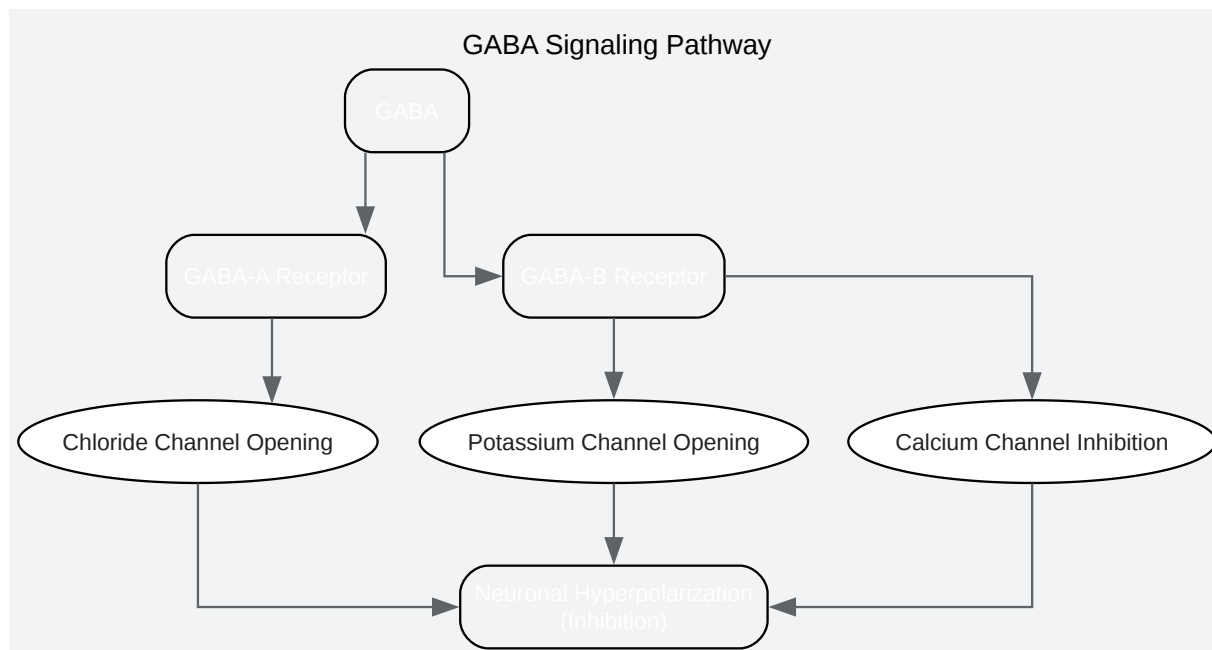 GABA Signaling Pathway
GABA
GABA-A Receptor
GABA-B Receptor
Chloride Channel Opening
Potassium Channel Opening
Calcium Channel Inhibition
Neuronal Hyperpolarization
(Inhibition)